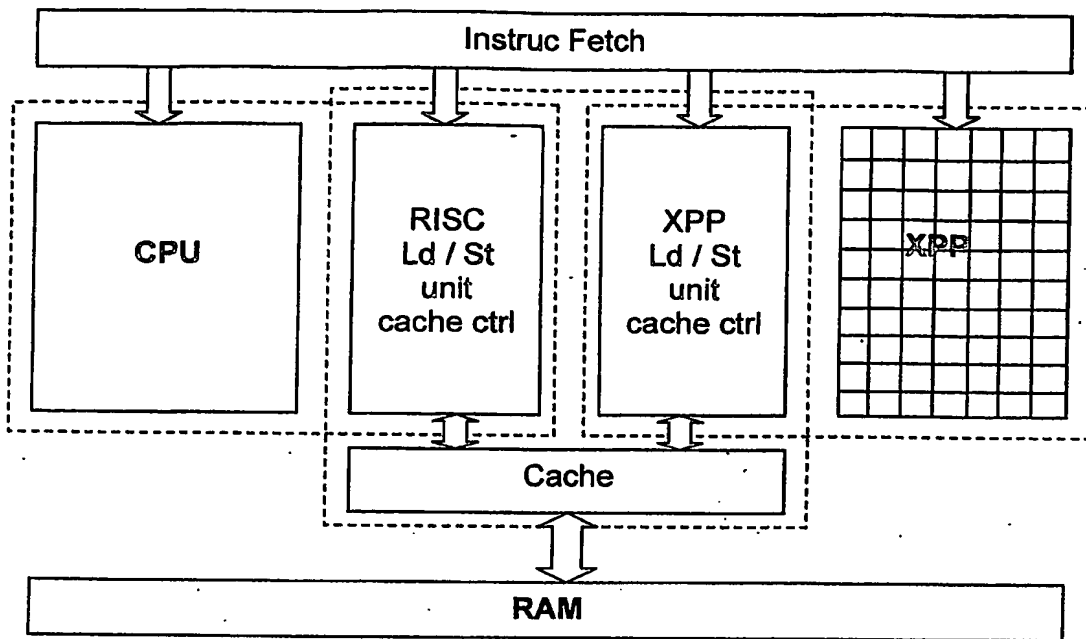 Instruc Fetch
CPU
RISC
Ld / St
unit
cache ctrl
XPP
Ld / St
unit
cache ctrl
XPP
Cache
RAM